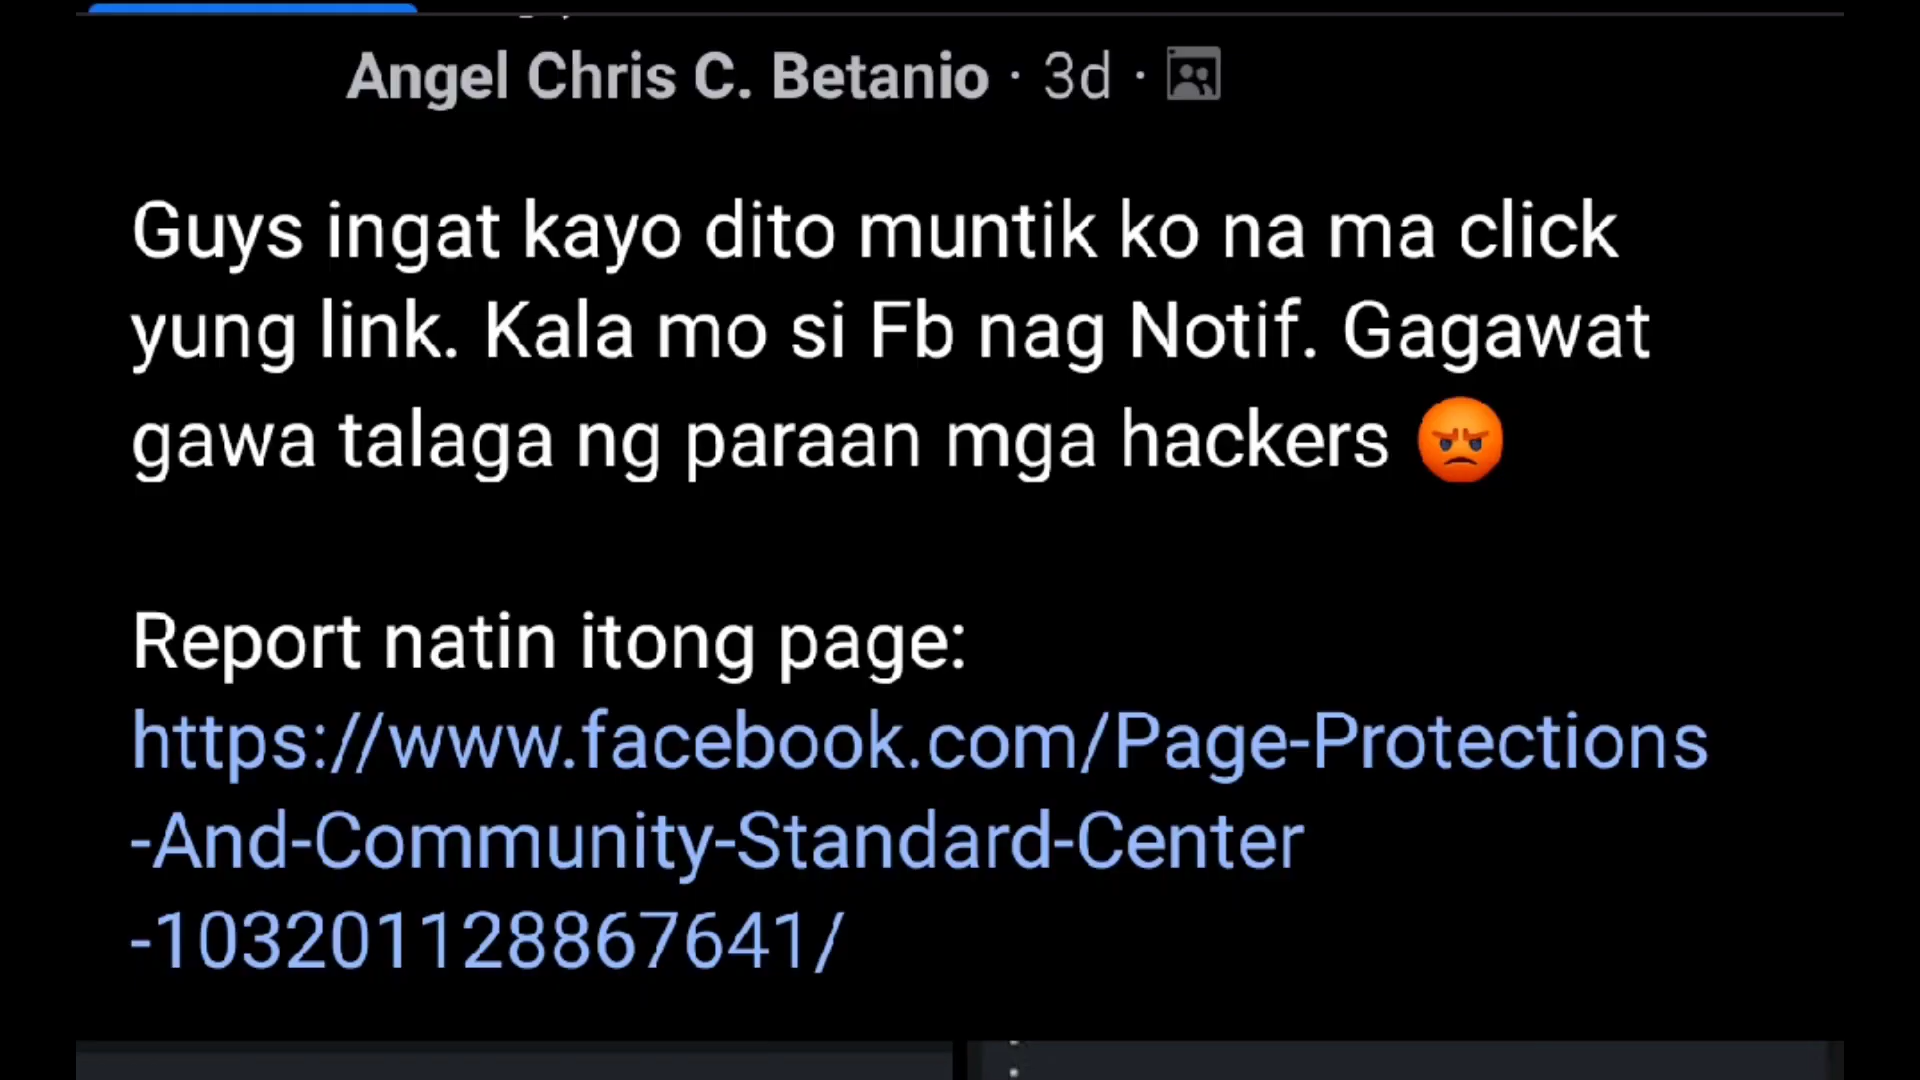 Angel Chris C. Betanio · 3d ·
Guys ingat kayo dito muntik ko na ma click
yung link. Kala mo si Fb nag Notif. Gagawat
gawa talaga ng paraan mga hackers 😡
Report natin itong page:
https://www.facebook.com/Page-Protections
-And-Community-Standard-Center
-103201128867641/